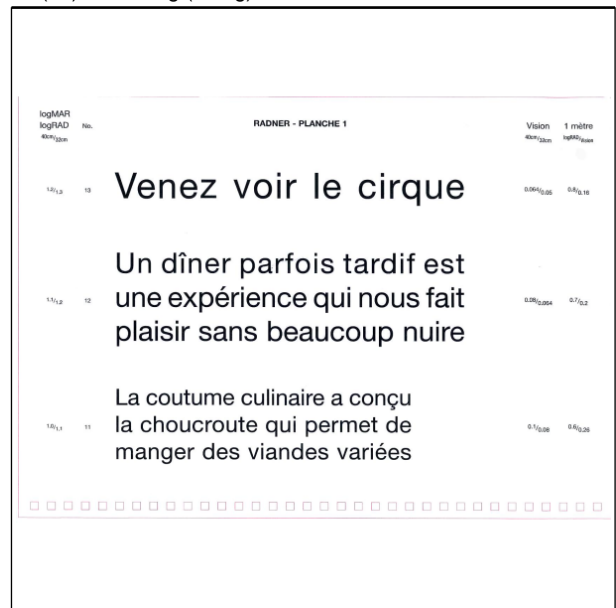 logMAR
logRAD No. RADNER - PLANCHE 1 Vision 1 mètre
40cm/32cm 40cm/32cm logRAD/Vision
1.2/1.3 13 Venez voir le cirque 0.064/0.05 0.8/0.16
Un dîner parfois tardif est
1.1/1.2 12 une expérience qui nous fait 0.08/0.064 0.7/0.2
plaisir sans beaucoup nuire
La coutume culinaire a conçu
1.0/1.1 11 la choucroute qui permet de 0.1/0.08 0.6/0.25
manger des viandes variées